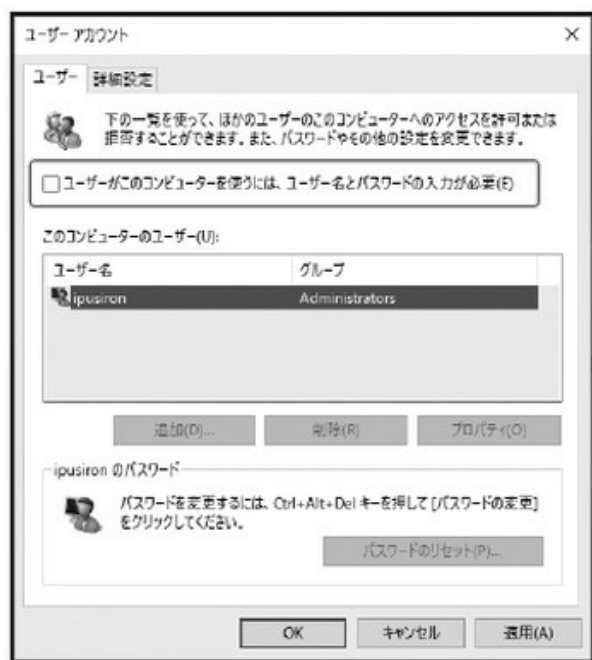 ユーザー アカウント
ユーザー 詳細設定
下の一覧を使って、ほかのユーザーのこのコンピューターへのアクセスを許可または
拒否することができます。また、パスワードやその他の設定を変更できます。
ユーザーがこのコンピューターを使うには、ユーザー名とパスワードの入力が必要(E)
このコンピューターのユーザー(U):
ユーザー名 グループ
ipusiron Administrators
追加(D)... 削除(R) プロパティ(O)
ipusiron のパスワード
パスワードを変更するには、Ctrl+Alt+Del キーを押して [パスワードの変更]
をクリックしてください。
パスワードのリセット(P)...
OK キャンセル 適用(A)